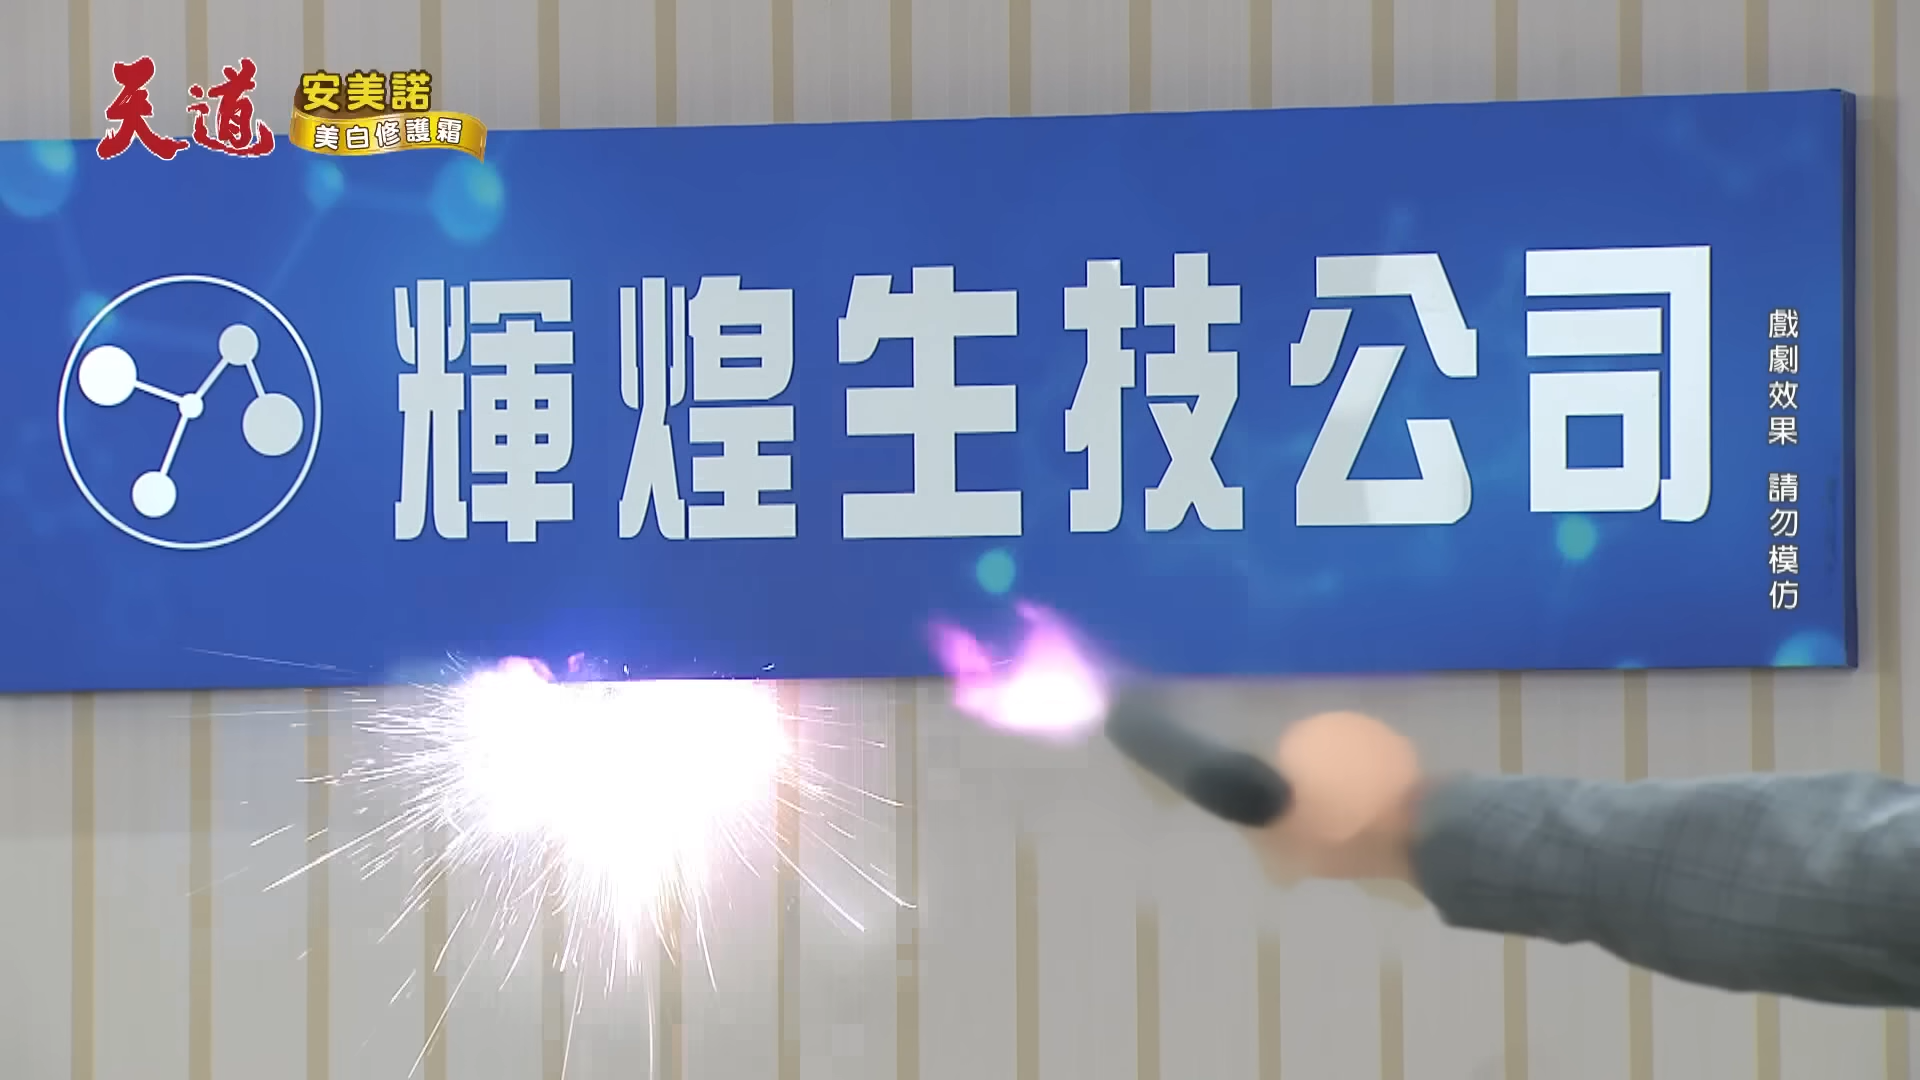 天道
安美諾
美白修護霜
輝煌生技公司
戲劇效果 請勿模仿